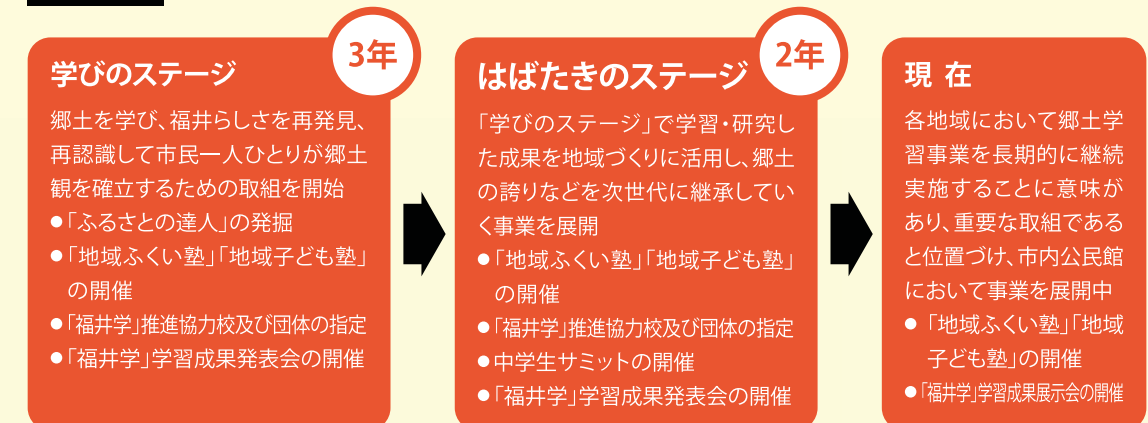 3年
学びのステージ
郷土を学び、福井らしさを再発見、
再認識して市民一人ひとりが郷土
観を確立するための取組を開始
●「ふるさとの達人」の発掘
●「地域ふくい塾」「地域子ども塾」
の開催
●「福井学」推進協力校及び団体の指定
●「福井学」学習成果発表会の開催
2年
はばたきのステージ
「学びのステージ」で学習・研究し
た成果を地域づくりに活用し、郷土
の誇りなどを次世代に継承してい
く事業を展開
●「地域ふくい塾」「地域子ども塾」
の開催
●「福井学」推進協力校及び団体の指定
●中学生サミットの開催
●「福井学」学習成果発表会の開催
現 在
各地域において郷土学
習事業を長期的に継続
実施することに意味が
あり、重要な取組である
と位置づけ、市内公民館
において事業を展開中
● 「地域ふくい塾」「地域
子ども塾」の開催
●「福井学」学習成果展示会の開催